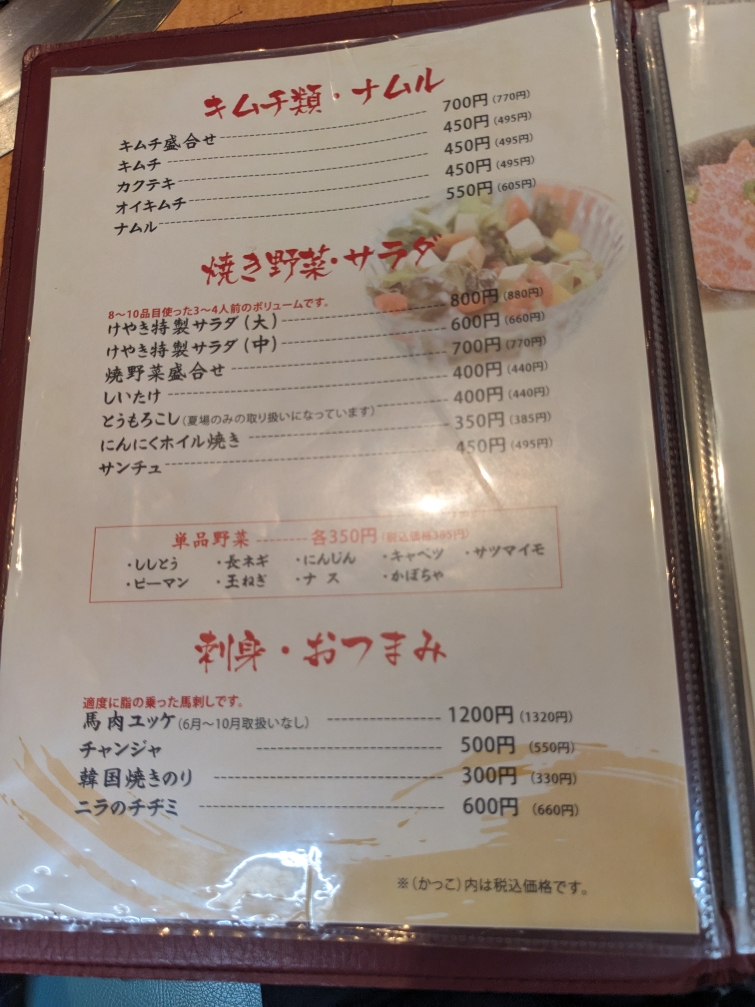 キムチ類・ナムル
キムチ盛合せ 700円(770円)
キムチ 450円(495円)
カクテキ 450円(495円)
オイキムチ 450円(495円)
ナムル 550円(605円)
焼き野菜・サラダ
8～10品目使った3～4人前のボリュームです。
けやき特製サラダ(大) 800円(880円)
けやき特製サラダ(中) 600円(660円)
焼野菜盛合せ 700円(770円)
しいたけ 400円(440円)
とうもろこし(夏場のみの取り扱いになっています) 400円(440円)
にんにくホイル焼き 350円(385円)
サンチュ 450円(495円)
単品野菜 各350円(税込価格385円)
・ししとう ・長ネギ ・にんじん ・キャベツ ・サツマイモ
・ピーマン ・玉ねぎ ・ナス ・かぼちゃ
刺身・おつまみ
適度に脂の乗った馬刺しです。
馬肉ユッケ(6月～10月取扱いなし) 1200円(1320円)
チャンジャ 500円(550円)
韓国焼きのり 300円(330円)
ニラのチヂミ 600円(660円)
※(かっこ)内は税込価格です。